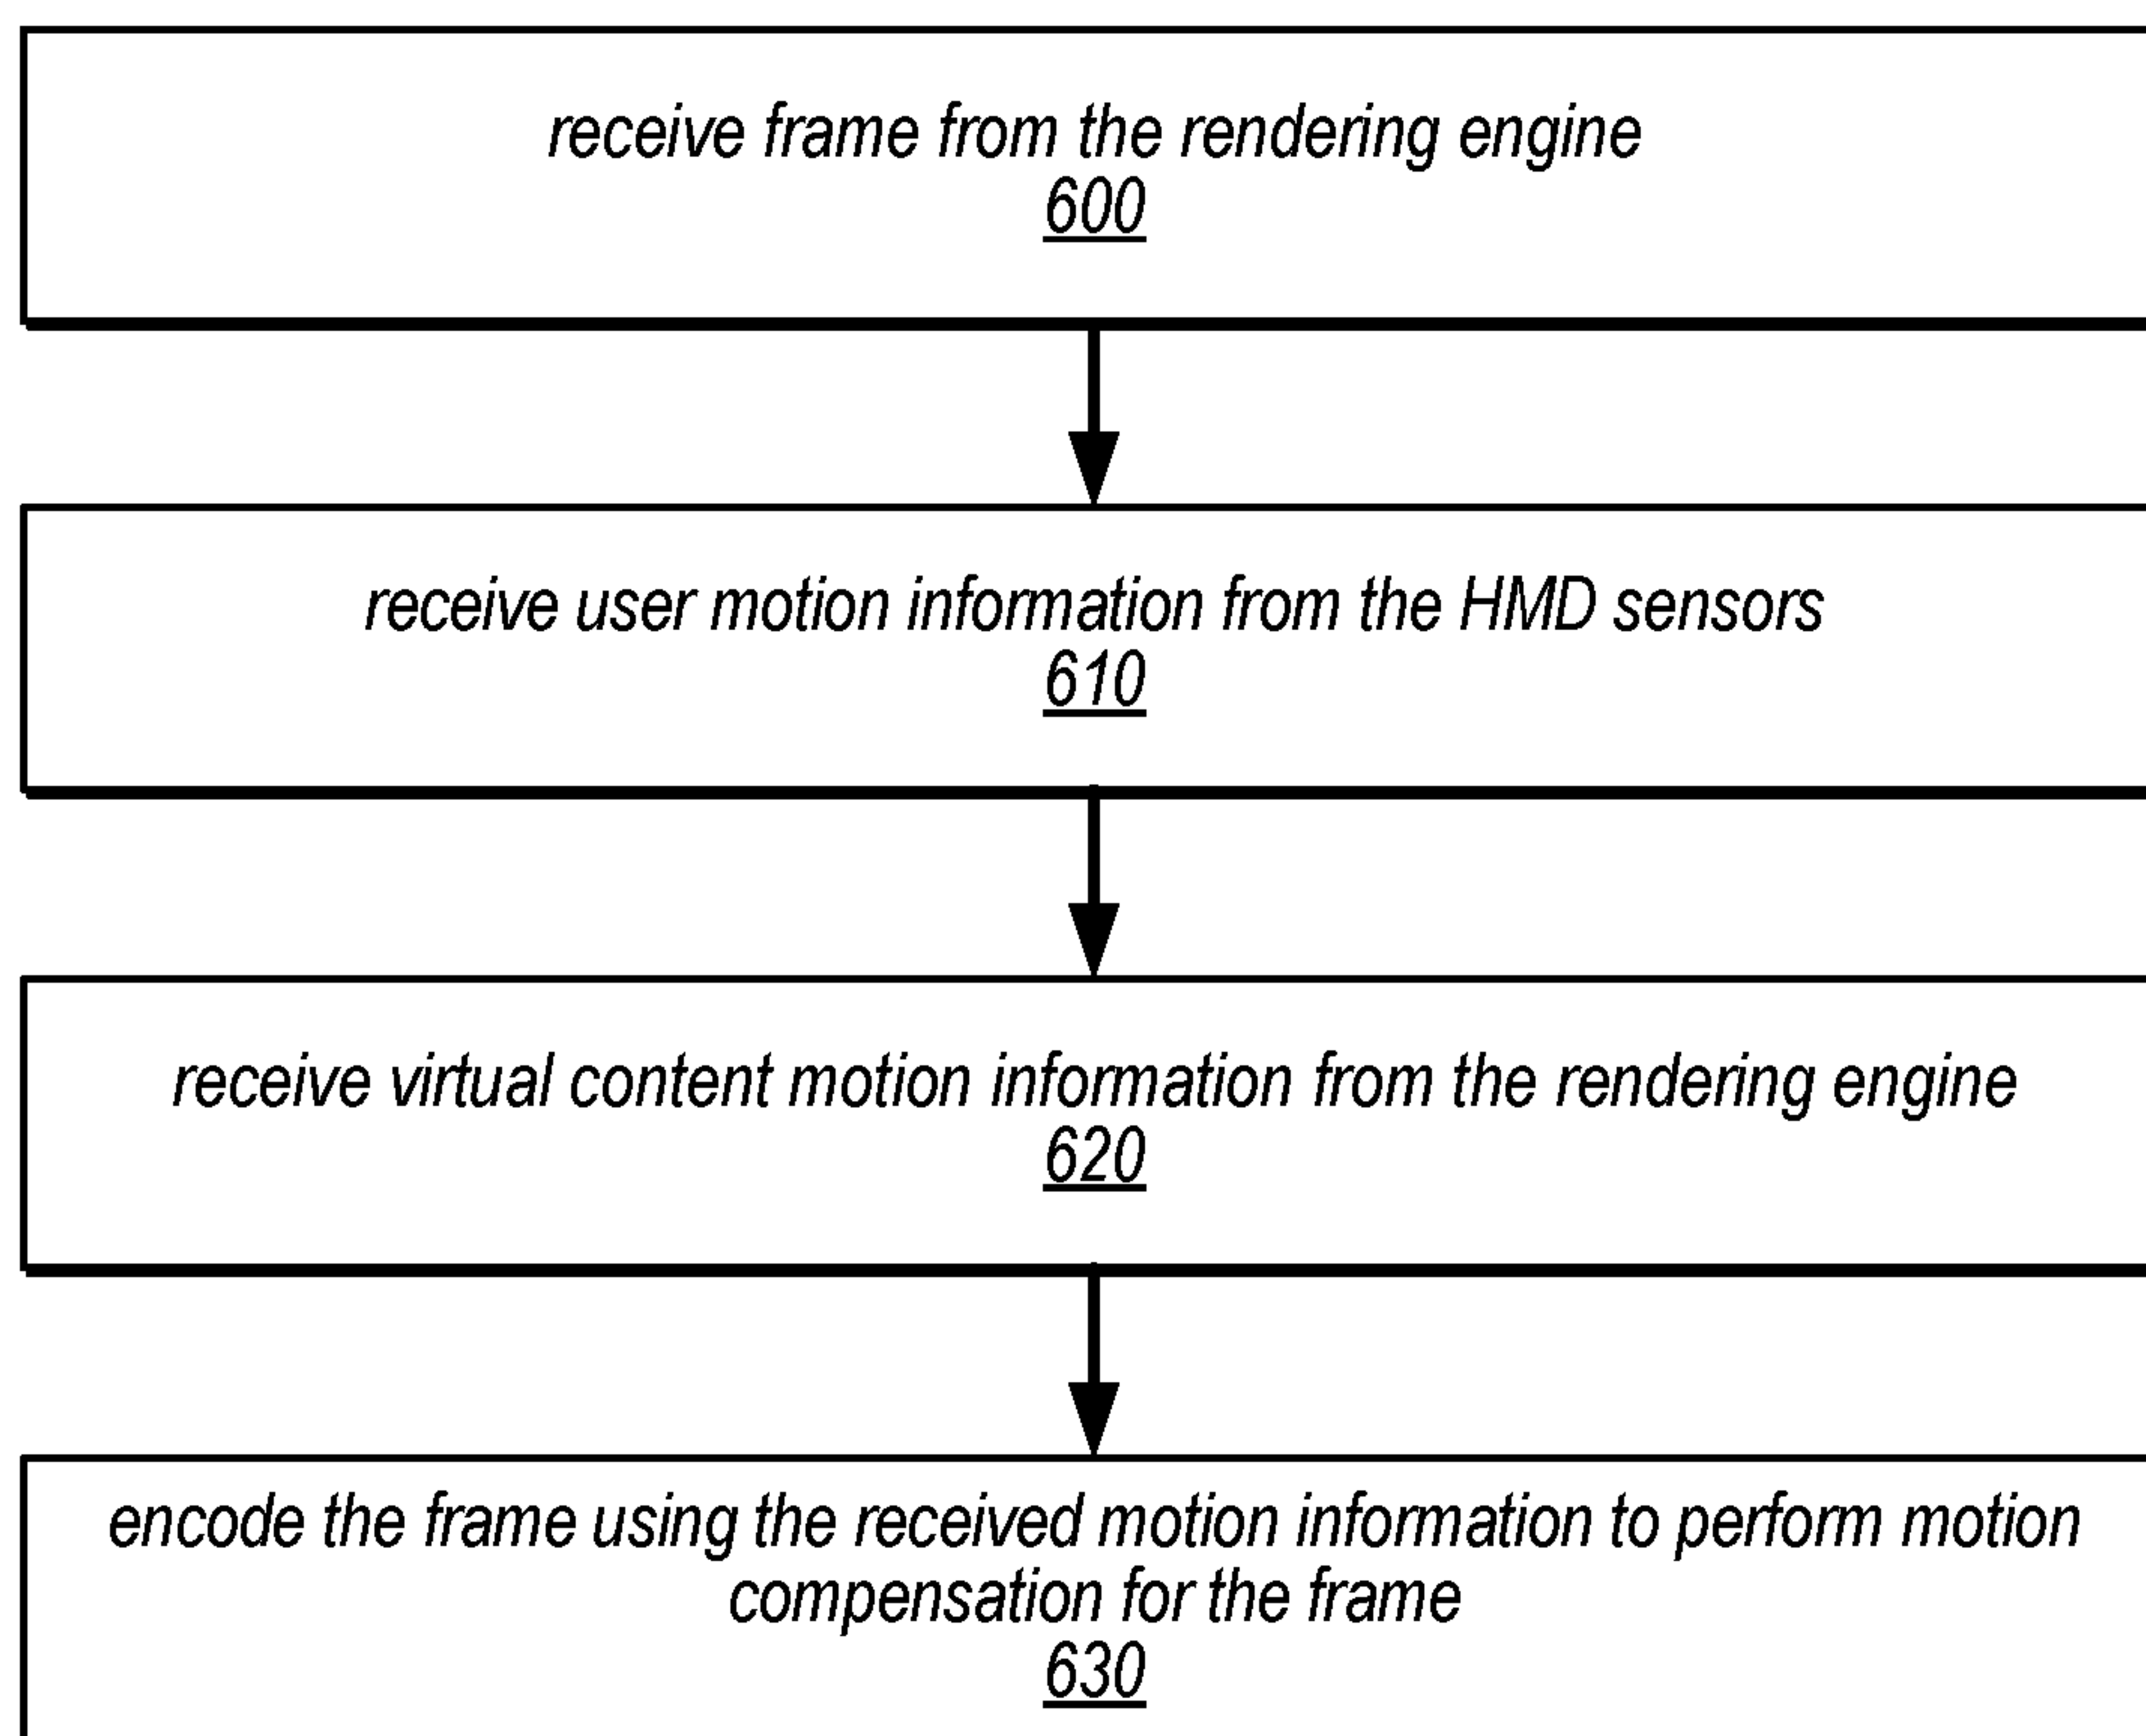 receive frame from the rendering engine
600
receive user motion information from the HMD sensors
610
receive virtual content motion information from the rendering engine
620
encode the frame using the received motion information to perform motion
compensation for the frame
630